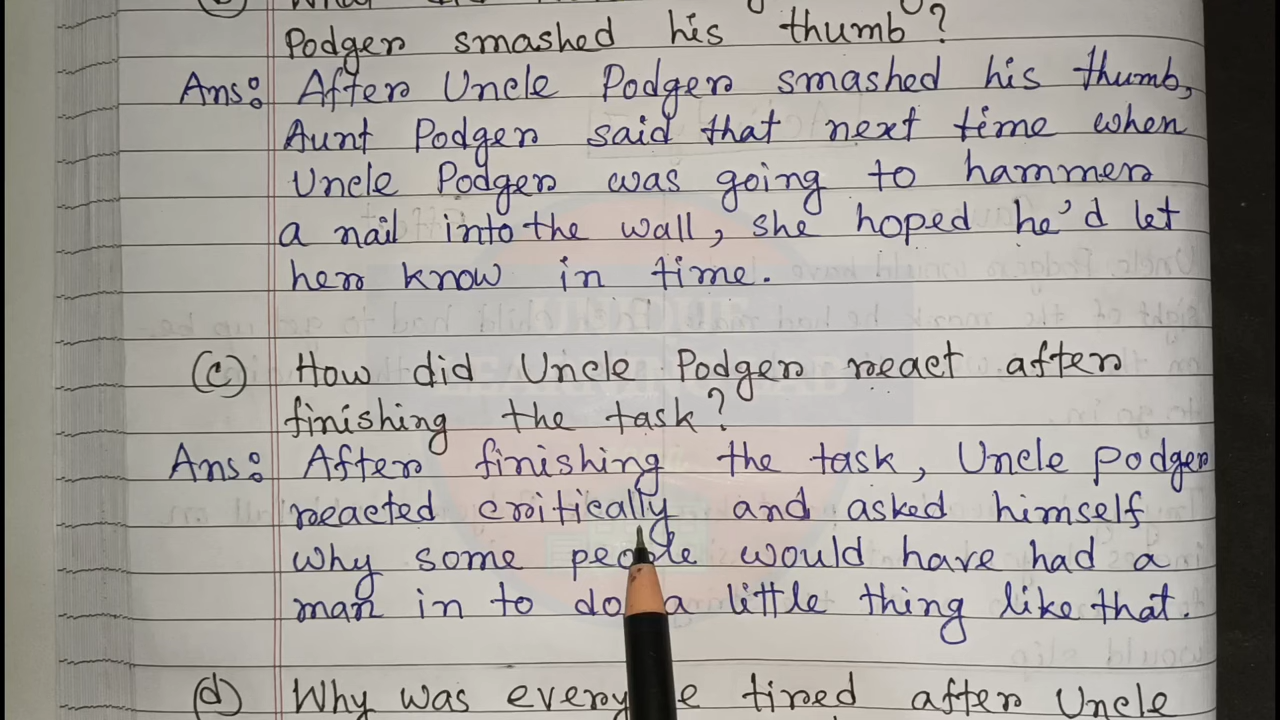 Podger smashed his thumb?
Ans: After Uncle Podger smashed his thumb,
Aunt Podger said that next time when
Uncle Podger was going to hammer
a nail into the wall, she hoped he'd let
her know in time.
(c) How did Uncle Podger react after
finishing the task?
Ans: After finishing the task, Uncle Podger
reacted critically and asked himself
why some people would have had a
man in to do a little thing like that.
(d) Why was tired after Uncle